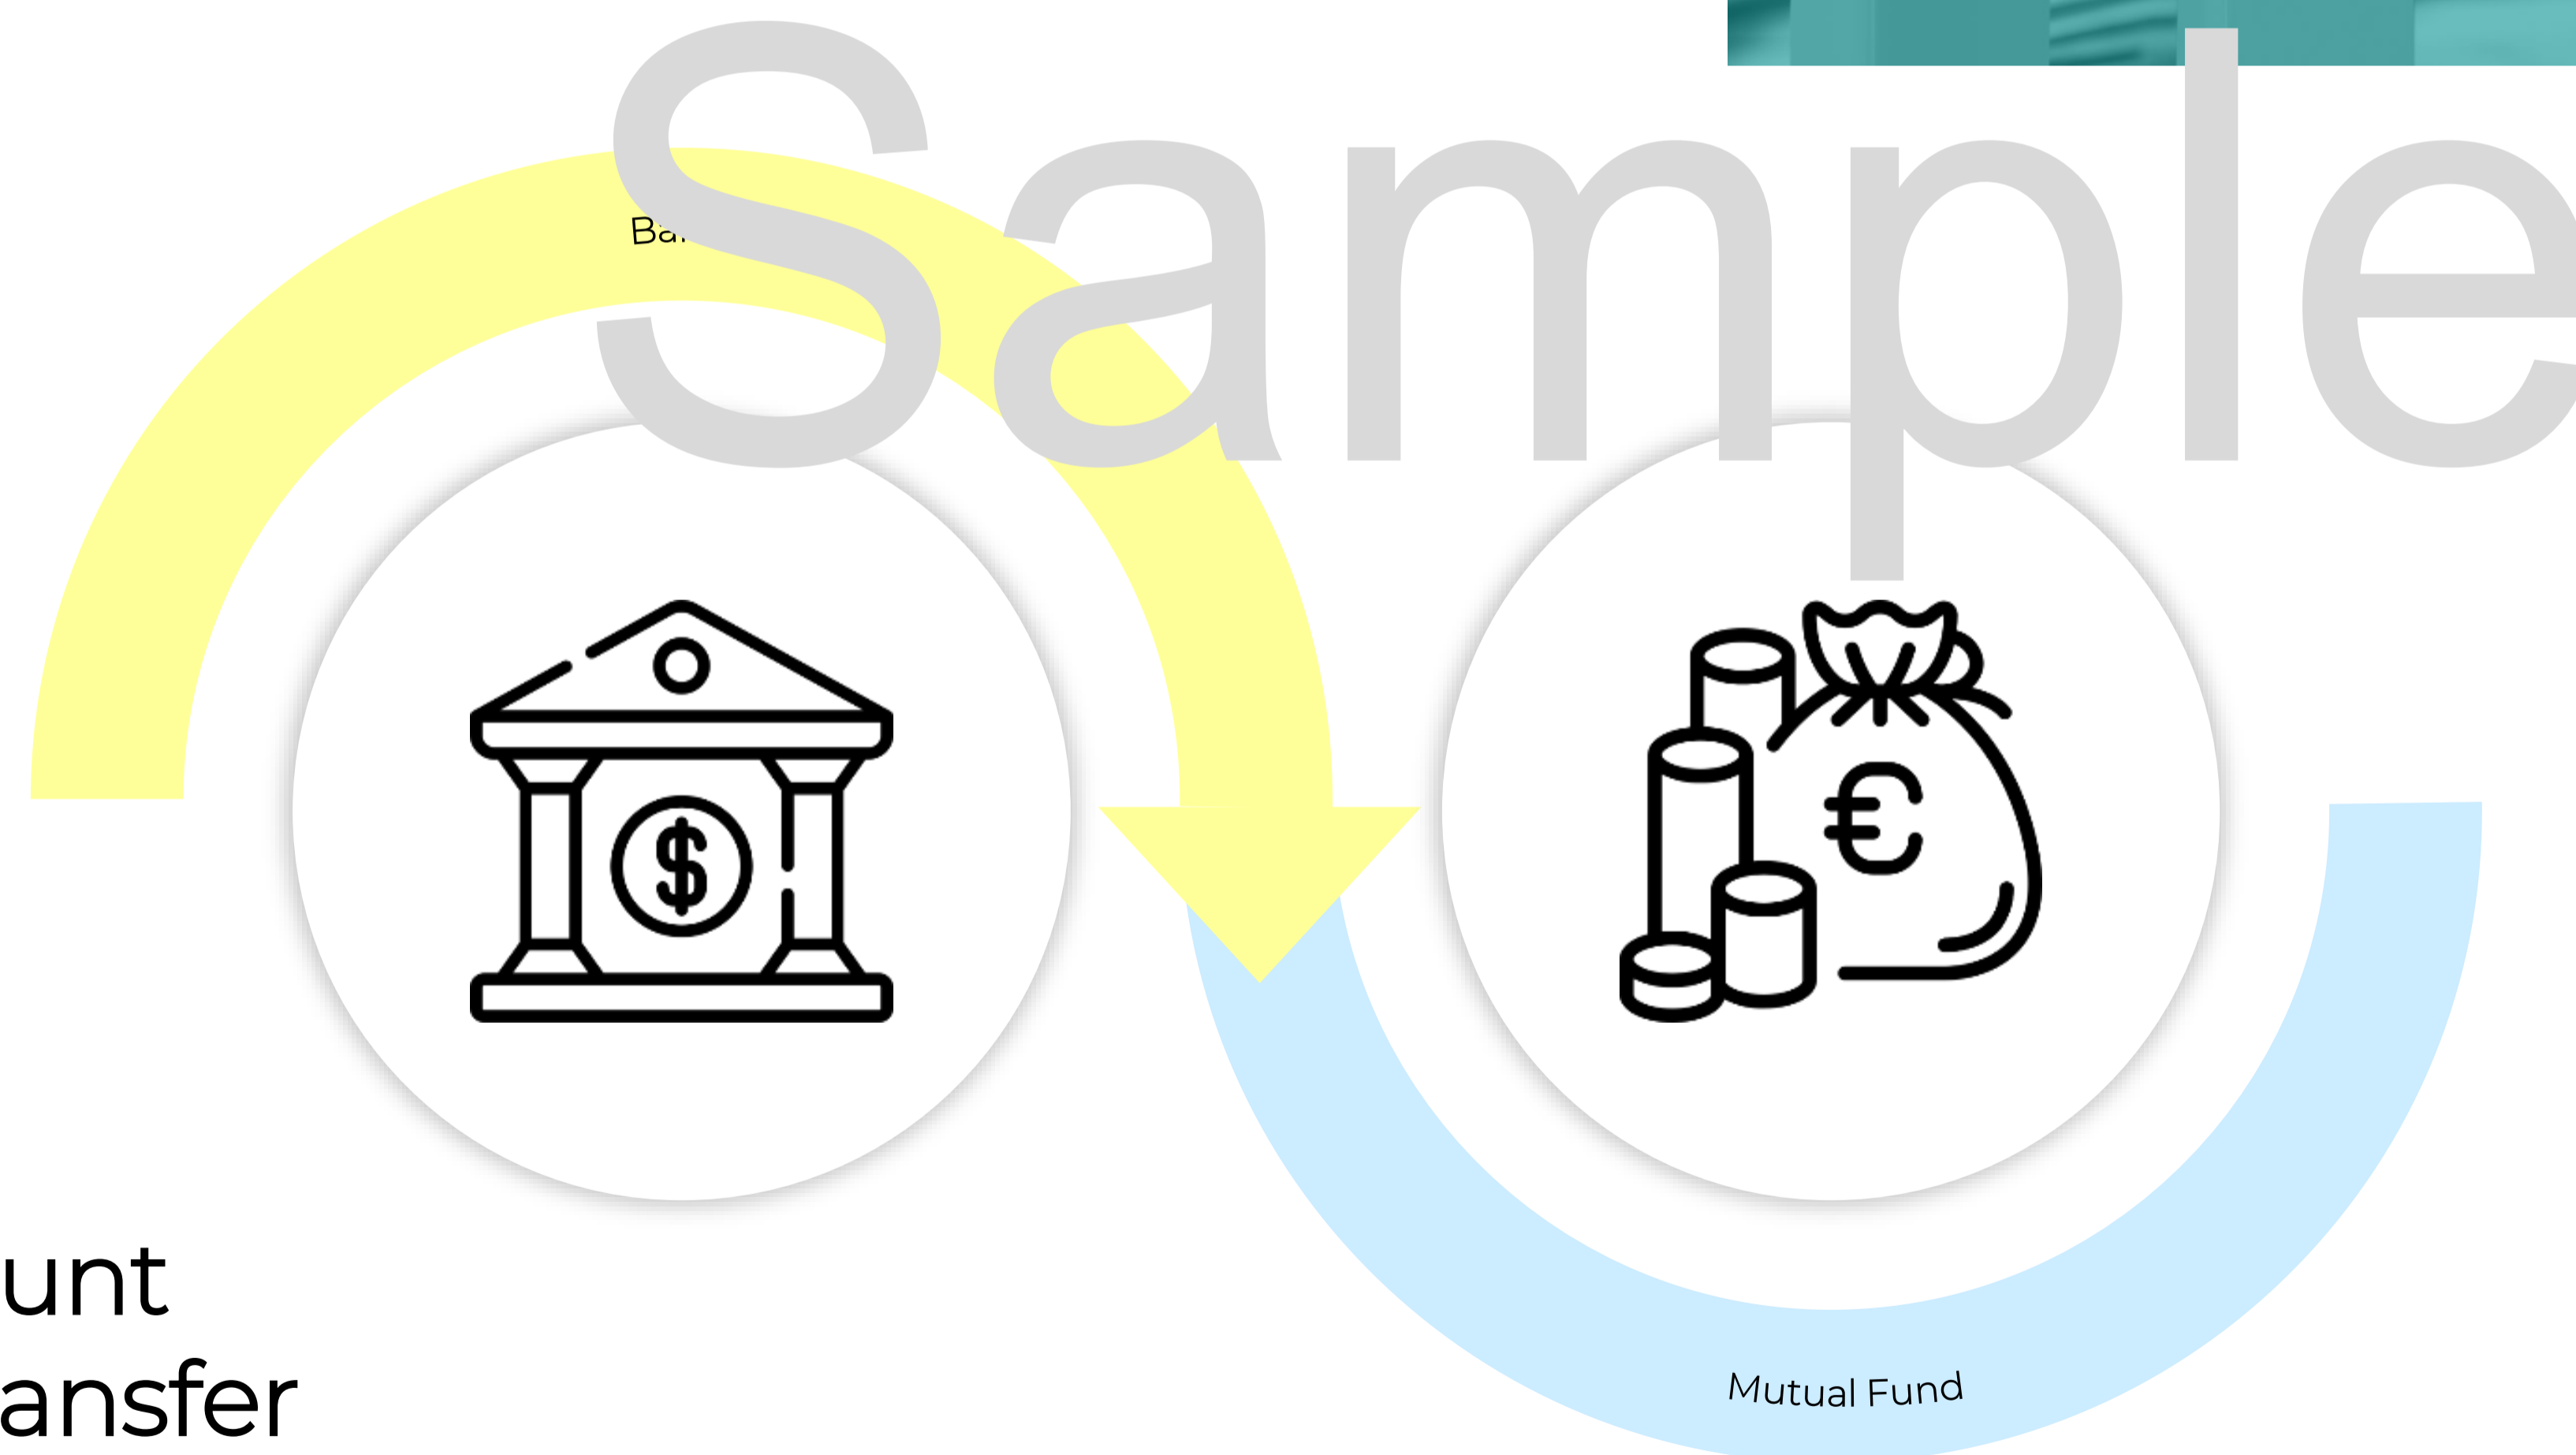 Sample
$
€
unt
ansfer
Mutual Fund